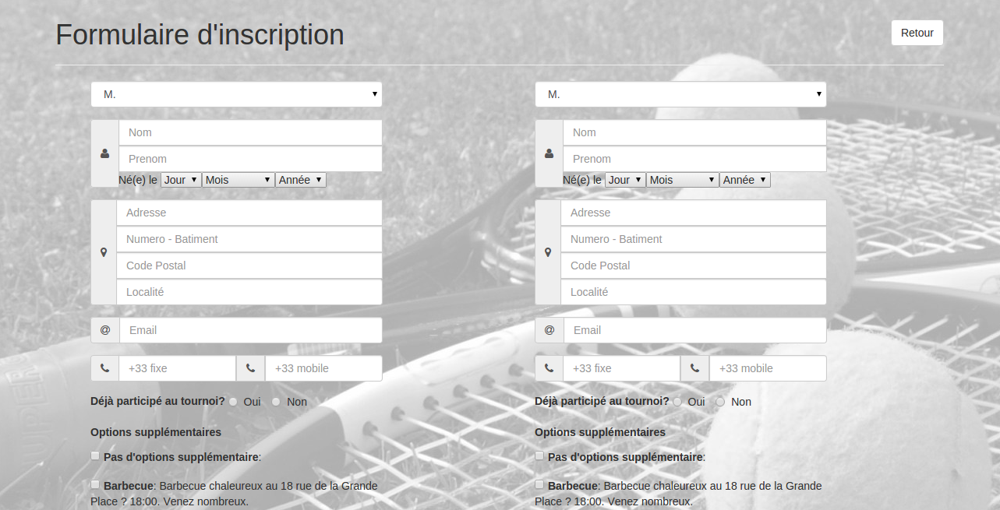 Formulaire d'inscription
Retour
M.
Nom
Prenom
Né(e) le Jour Mois Année
Adresse
Numero - Batiment
Code Postal
Localité
@ Email
+33 fixe +33 mobile
Déjà participé au tournoi? Oui Non
Options supplémentaires
Pas d'options supplémentaire:
Barbecue: Barbecue chaleureux au 18 rue de la Grande
Place ? 18:00. Venez nombreux.
M.
Nom
Prenom
Né(e) le Jour Mois Année
Adresse
Numero - Batiment
Code Postal
Localité
@ Email
+33 fixe +33 mobile
Déjà participé au tournoi? Oui Non
Options supplémentaires
Pas d'options supplémentaire:
Barbecue: Barbecue chaleureux au 18 rue de la Grande
Place ? 18:00. Venez nombreux.